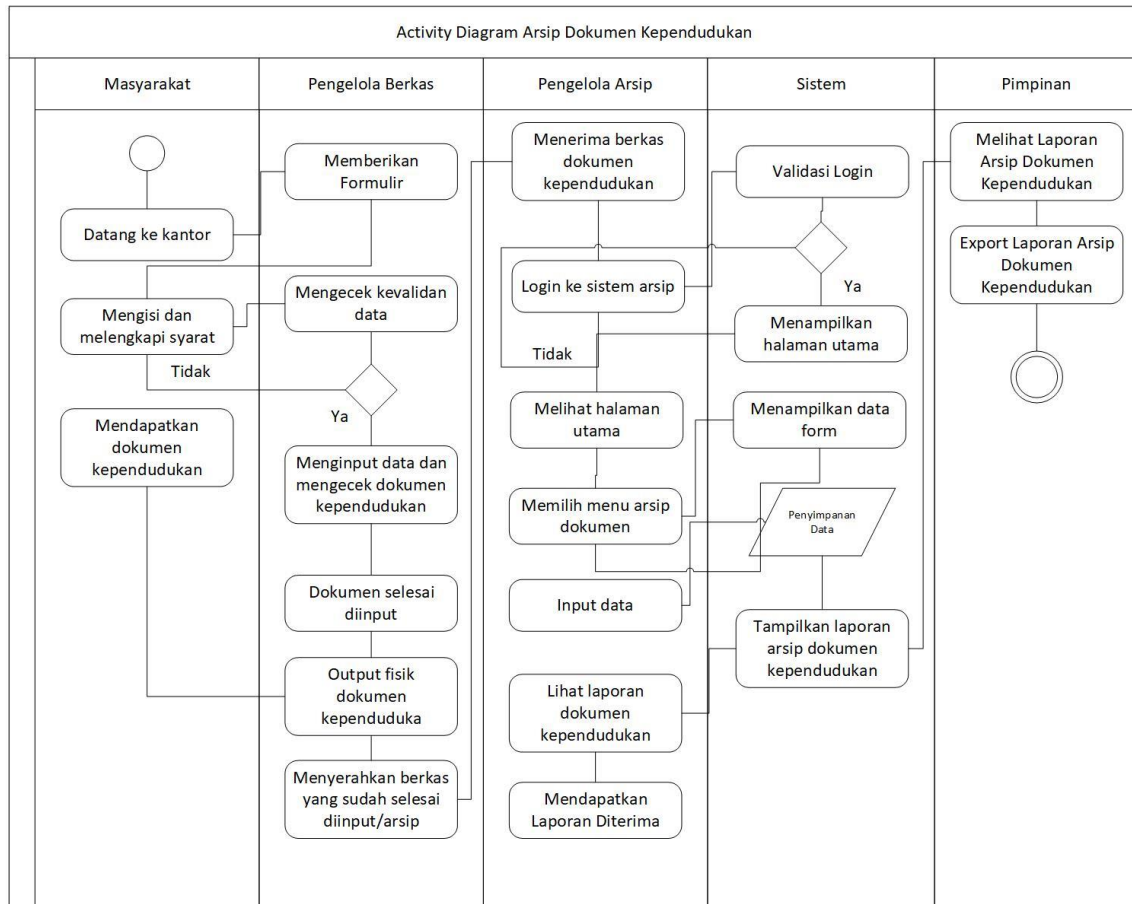 Activity Diagram Arsip Dokumen Kependudukan
Masyarakat
Pengelola Berkas
Pengelola Arsip
Sistem
Pimpinan
Datang ke kantor
Mengisi dan
melengkapi syarat
Tidak
Mendapatkan
dokumen
kependudukan
Memberikan
Formulir
Mengecek kevalidan
data
Ya
Menginput data dan
mengecek dokumen
kependudukan
Dokumen selesai
diinput
Output fisik
dokumen
kependuduka
Menyerahkan berkas
yang sudah selesai
diinput/arsip
Menerima berkas
dokumen
kependudukan
Login ke sistem arsip
Tidak
Melihat halaman
utama
Memilih menu arsip
dokumen
Input data
Lihat laporan
dokumen
kependudukan
Mendapatkan
Laporan Diterima
Validasi Login
Ya
Menampilkan
halaman utama
Menampilkan data
form
Penyimpanan
Data
Tampilkan laporan
arsip dokumen
kependudukan
Melihat Laporan
Arsip Dokumen
Kependudukan
Export Laporan Arsip
Dokumen
Kependudukan